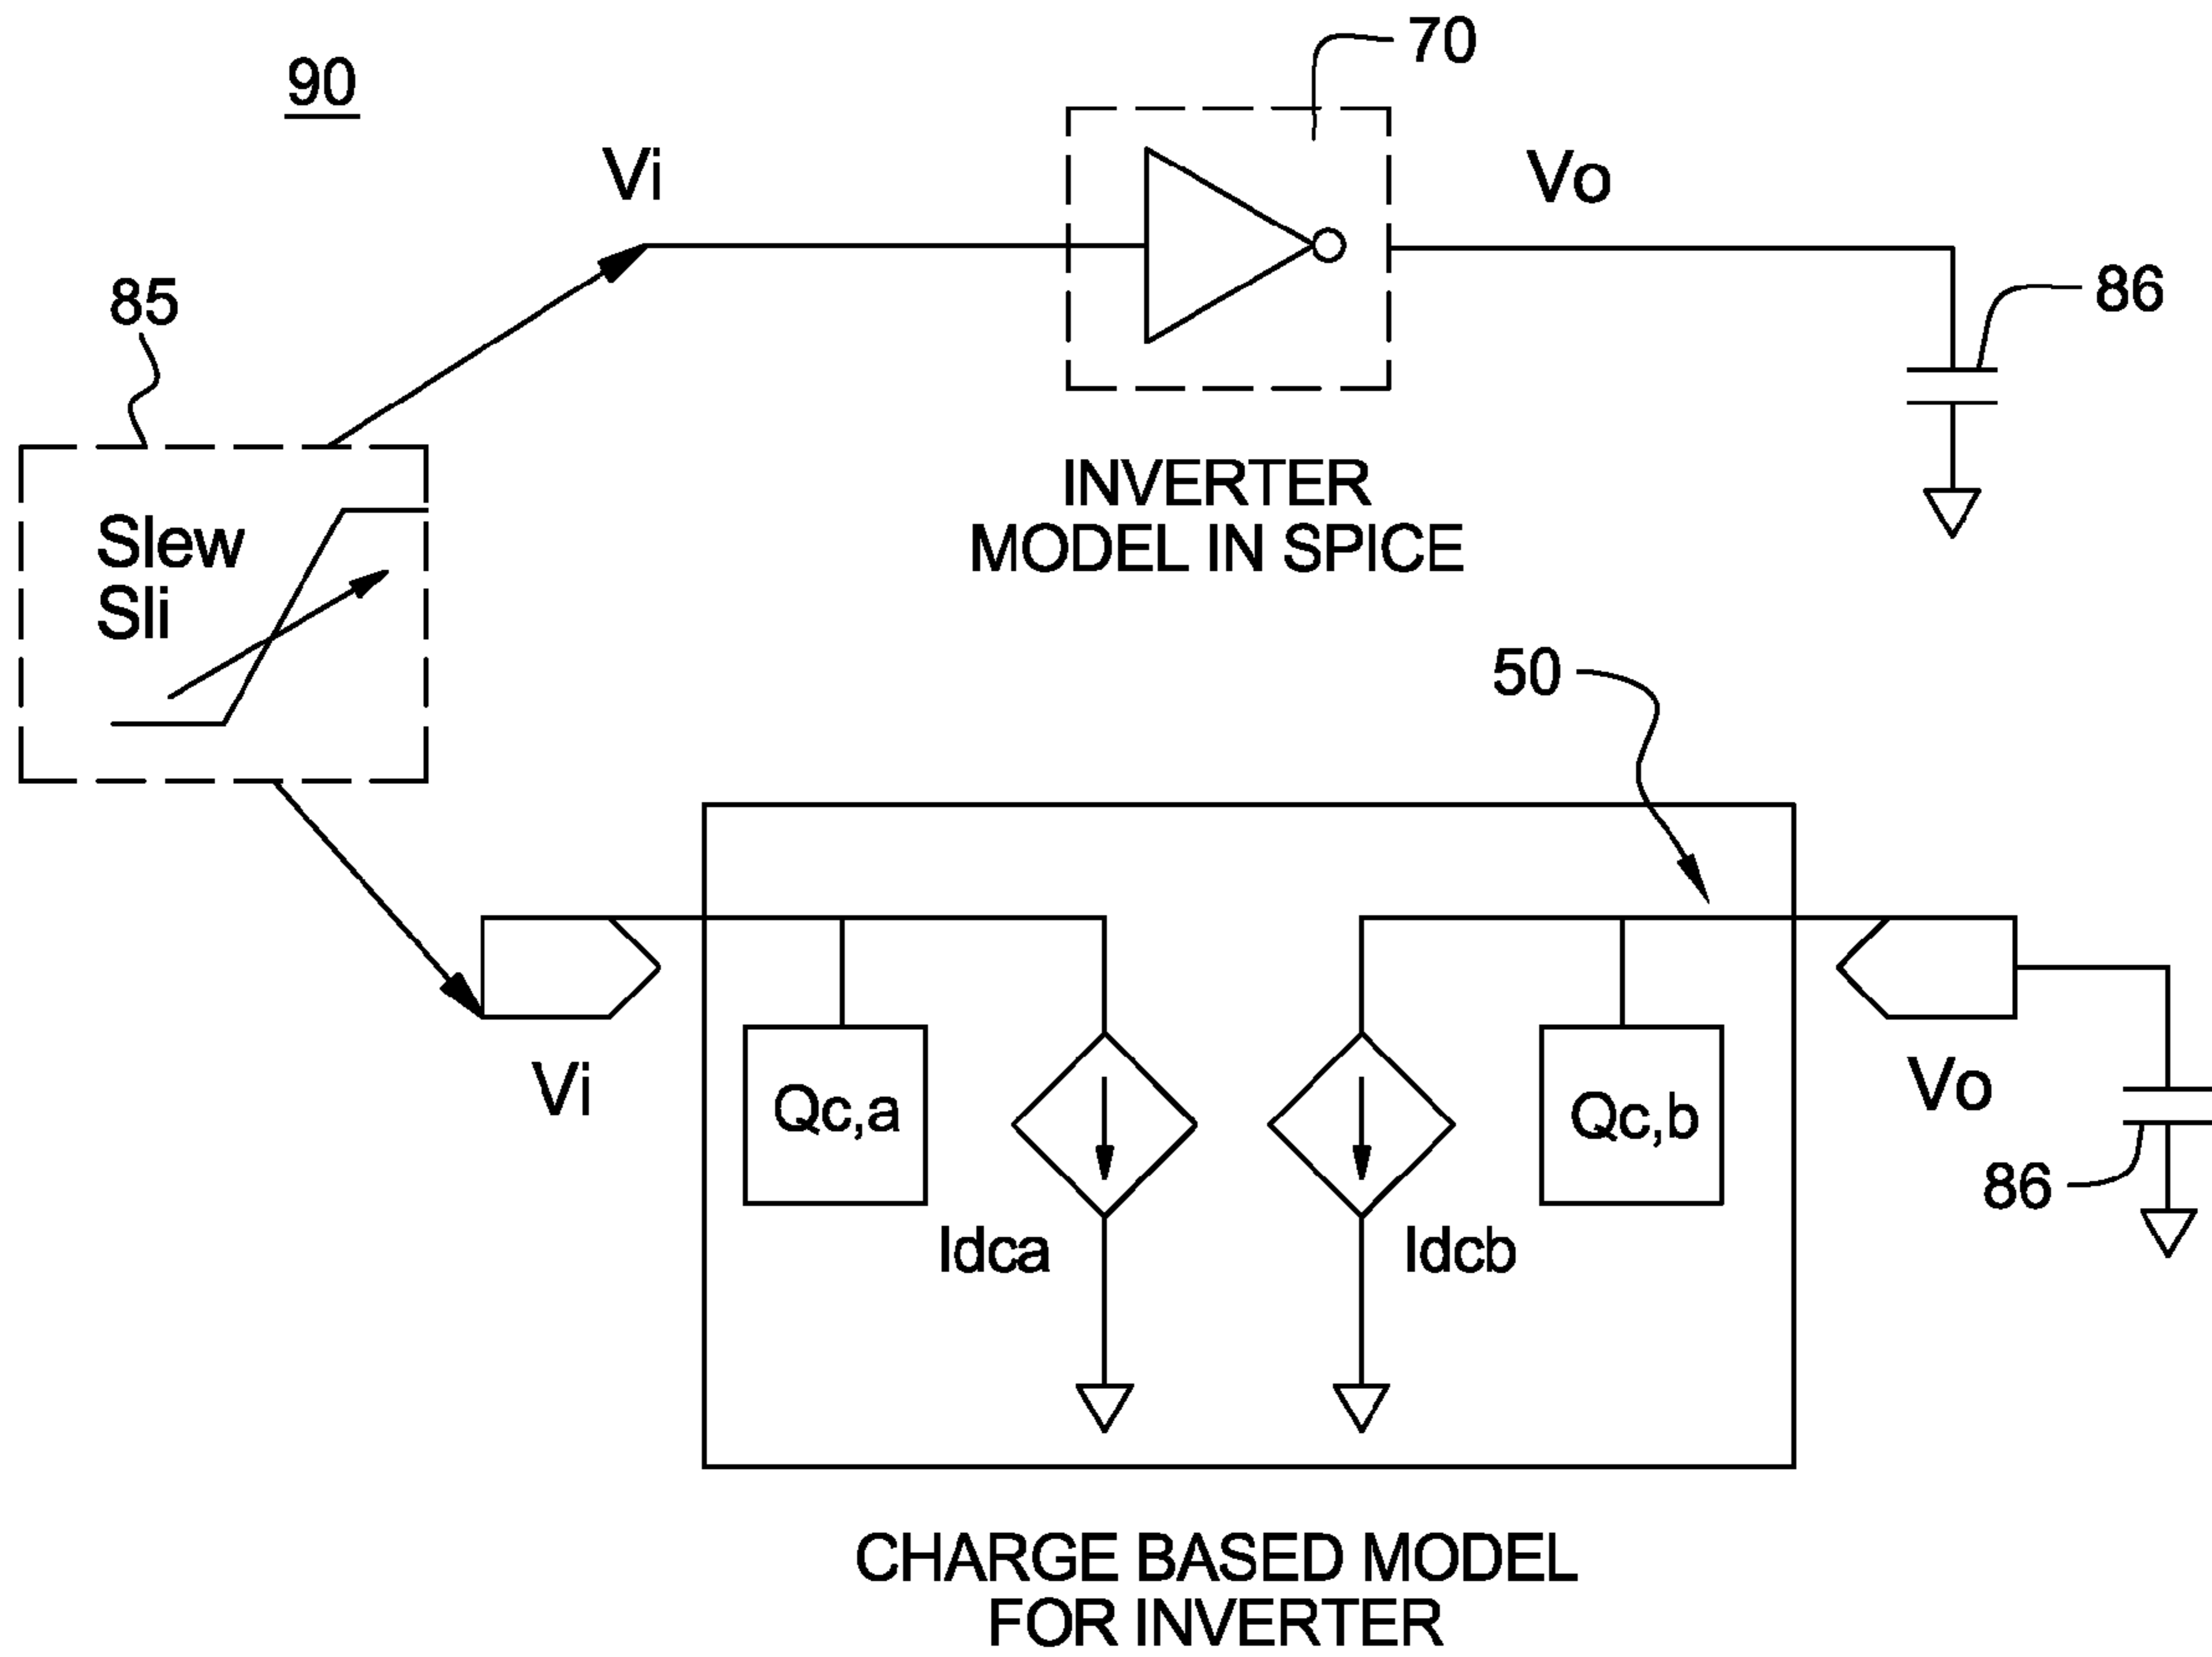 90
70
Vi
Vo
85
86
Slew
Sli
INVERTER
MODEL IN SPICE
50
Vi
Qc,a
Qc,b
Vo
86
Idca
Idcb
CHARGE BASED MODEL
FOR INVERTER